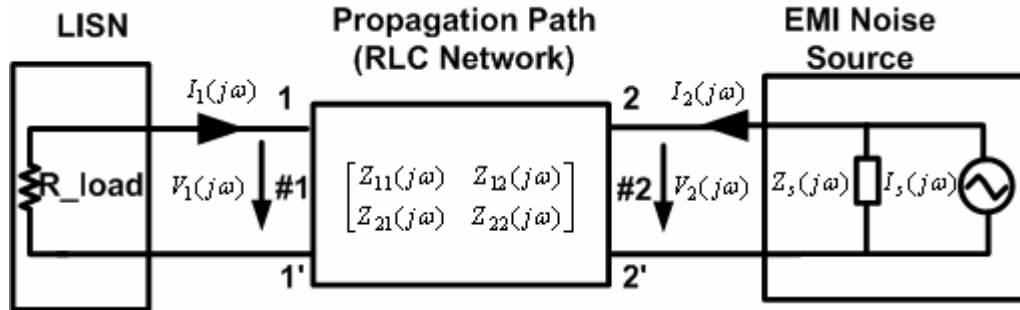 LISN
Propagation Path
(RLC Network)
EMI Noise
Source
I₁(jω)
1
2
I₂(jω)
R_load
V₁(jω)
#1
Z₁₁(jω) Z₁₂(jω)
Z₂₁(jω) Z₂₂(jω)
#2
V₂(jω)
Zₛ(jω)
Iₛ(jω)
1'
2'